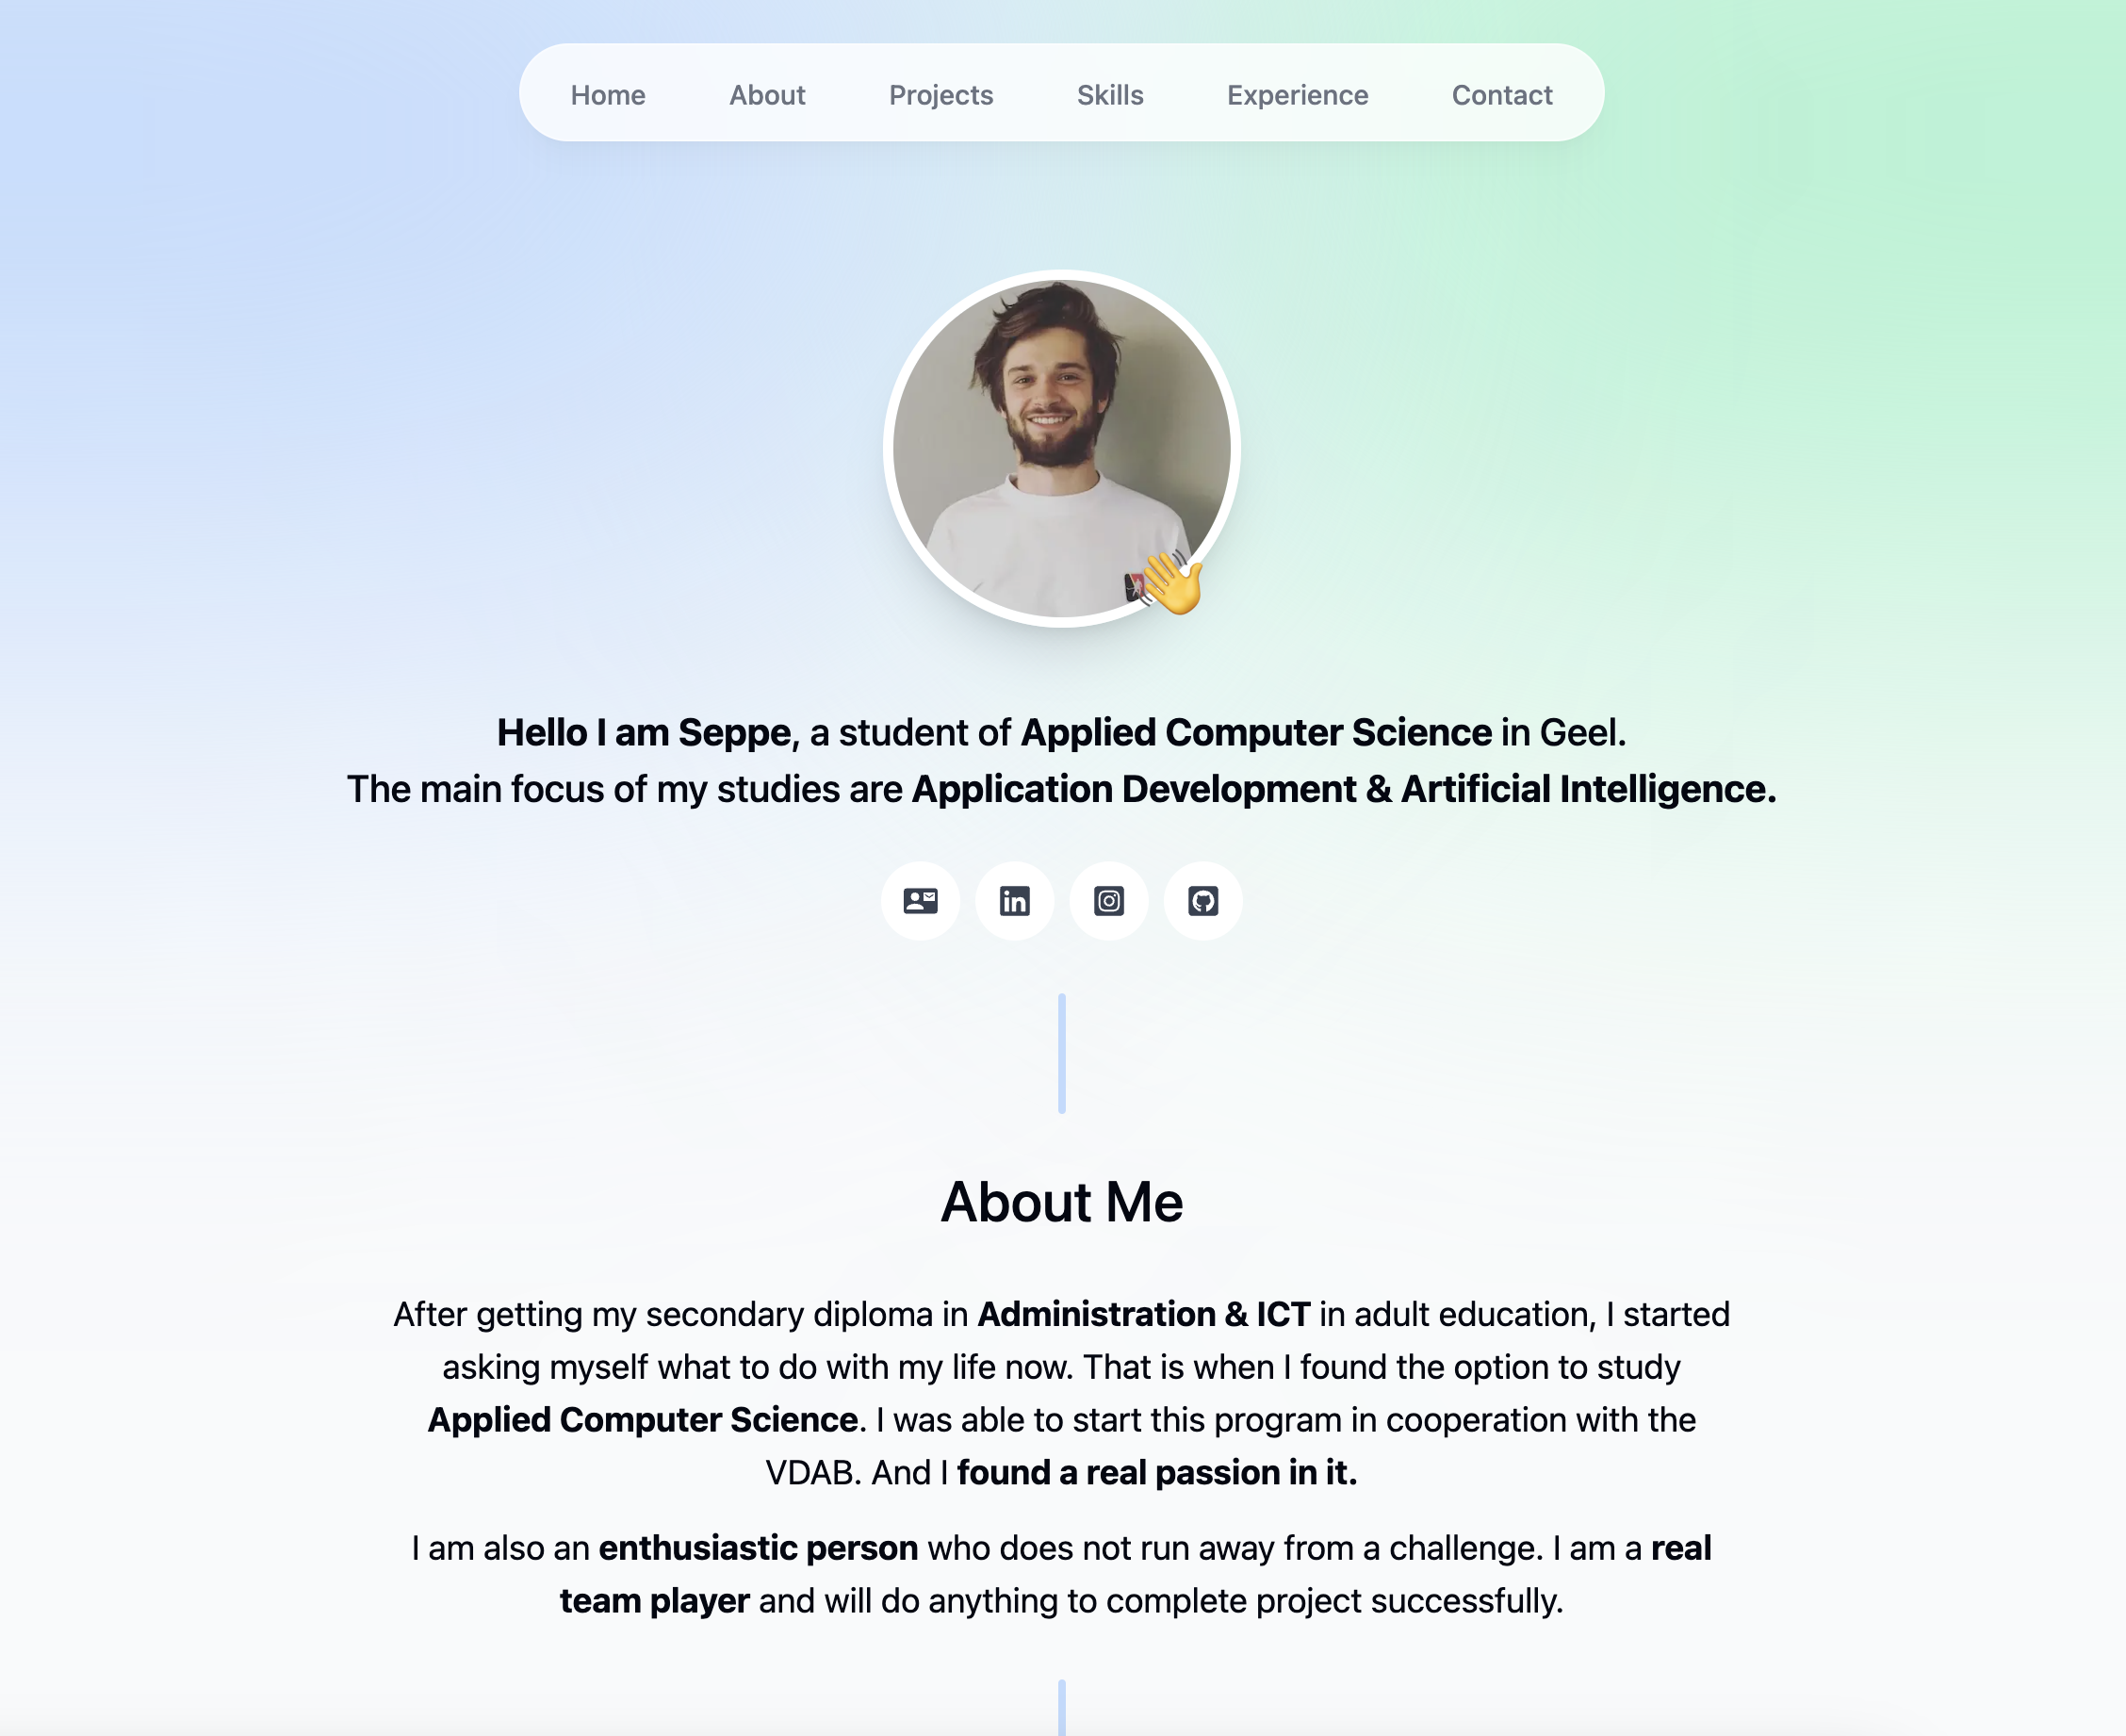 Home About Projects Skills Experience Contact
Hello I am Seppe, a student of Applied Computer Science in Geel.
The main focus of my studies are Application Development & Artificial Intelligence.
in
About Me
After getting my secondary diploma in Administration & ICT in adult education, I started
asking myself what to do with my life now. That is when I found the option to study
Applied Computer Science. I was able to start this program in cooperation with the
VDAB. And I found a real passion in it.
I am also an enthusiastic person who does not run away from a challenge. I am a real
team player and will do anything to complete project successfully.